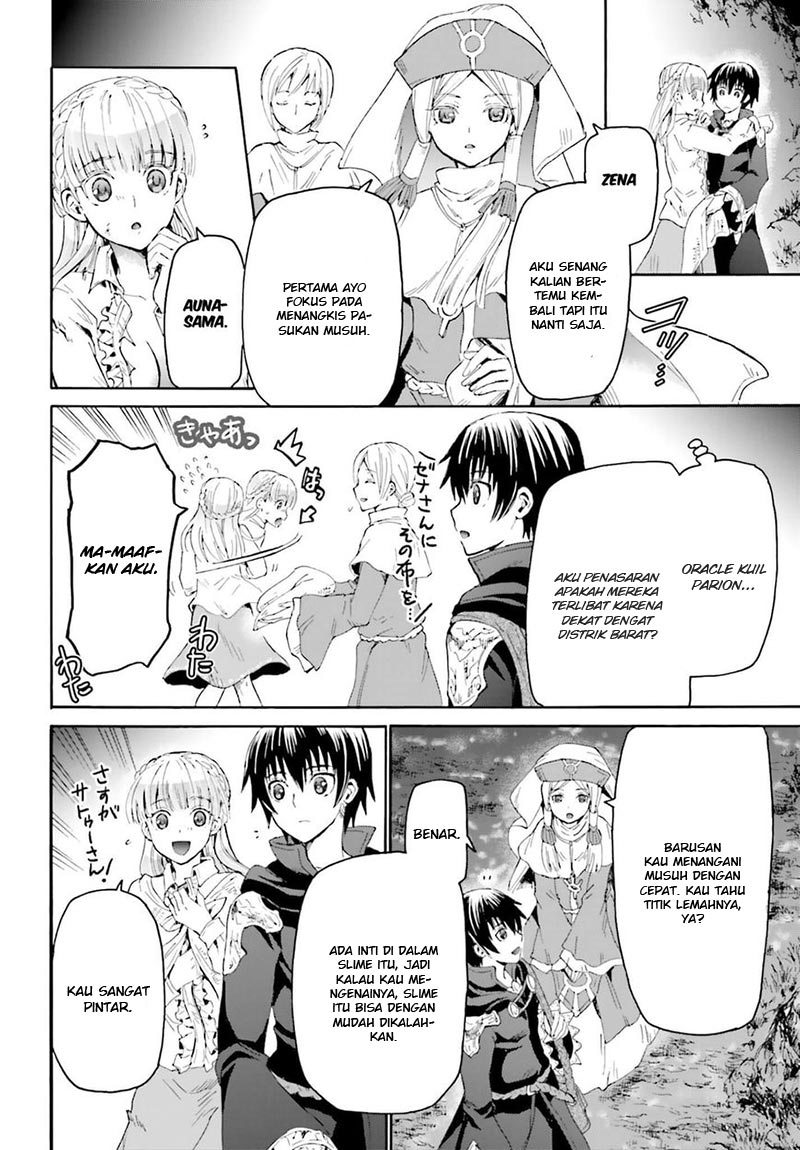 ZENA
AKU SENANG
KALIAN BER-
TEMU KEM-
BALI TAPI ITU
NANTI SAJA.
PERTAMA AYO
FOKUS PADA
MENANGKIS PA-
SUKAN MUSUH.
AUNA-
SAMA.
ORACLE KUIL
PARION...
AKU PENASARAN
APAKAH MEREKA
TERLIBAT KARENA
DEKAT DENGAT
DISTRIK BARAT?
ゼナさんに
その布を…
きゃあっ
はっ
わた
わた
MA-MAAF-
KAN AKU.
BARUSAN
KAU MENANGANI
MUSUH DENGAN
CEPAT. KAU TAHU
TITIK LEMAHNYA,
YA?
BENAR.
ADA INTI DI DALAM
SLIME ITU, JADI
KALAU KAU ME-
NGENAINYA, SLIME
ITU BISA DENGAN
MUDAH DIKALAH-
KAN.
さすが
サトゥーさん!
KAU SANGAT
PINTAR.